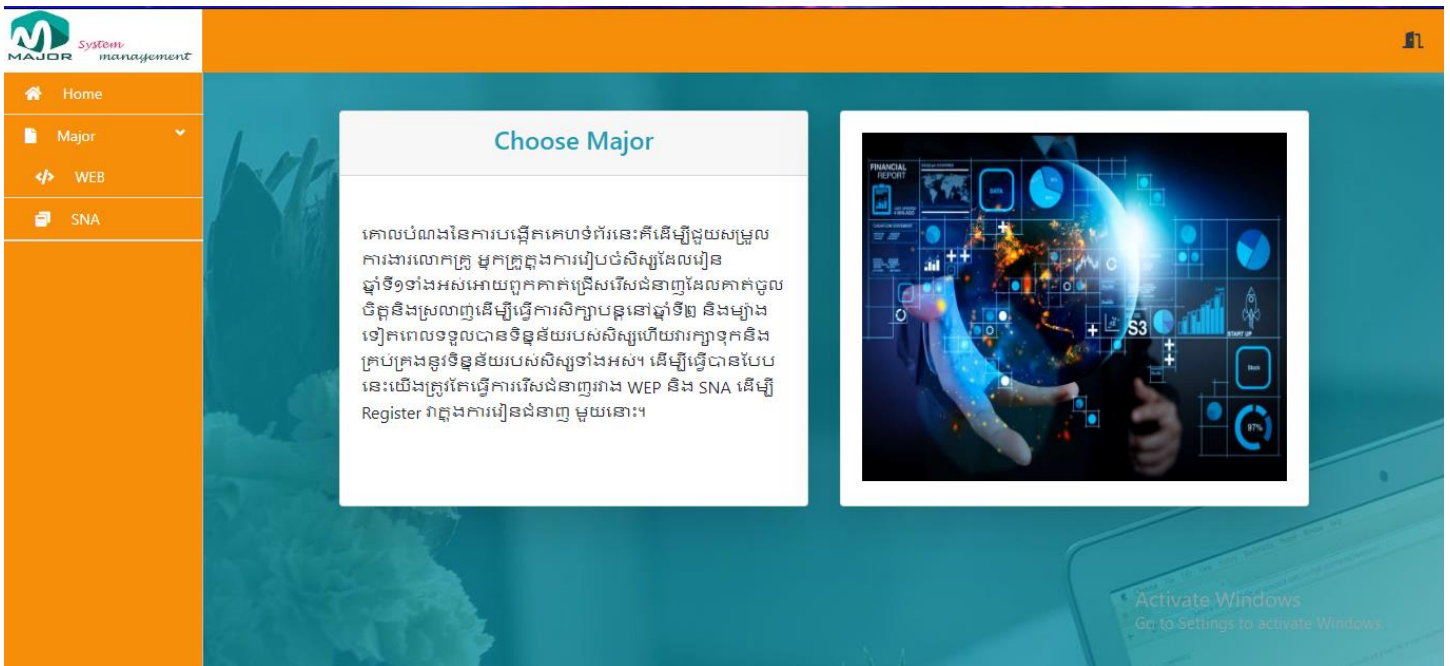 MAJOR
System
management
Home
Major
WEB
SNA
Choose Major
គោលបំណងនៃការបង្កើតគេហទំព័រនេះគឺដើម្បីជួយសម្រួល
ការងារលោកគ្រូ អ្នកគ្រូក្នុងការរៀបចំសិស្សដែលរៀន
ឆ្នាំទី១ទាំងអស់អោយពួកគាត់ជ្រើសរើសជំនាញដែលគាត់ចូល
ចិត្តនិងស្រលាញ់ដើម្បីធ្វើការសិក្សាបន្តនៅឆ្នាំទី២ និងម្យ៉ាង
ទៀតពេលទទួលបានទិន្នន័យរបស់សិស្សហើយវារក្សាទុកនិង
គ្រប់គ្រងនូវទិន្នន័យរបស់សិស្សទាំងអស់។ ដើម្បីធ្វើបានបែប
នេះយើងត្រូវតែធ្វើការរើសជំនាញរវាង WEP និង SNA ដើម្បី
Register វាក្នុងការរៀនជំនាញ មួយនោះ។
FINANCIAL
REPORT
DATA
S3
START UP
Stock
97%
Activate Windows
Go to Settings to activate Windows.